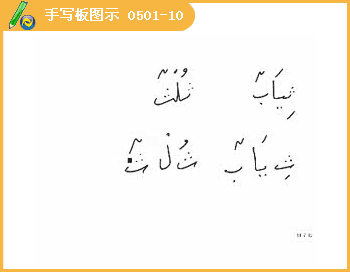 手写板图示 0501-10
ثِيَابٌ ثُلْثٌ
ثِ يَا بٌ ثُ لْ ثٌ